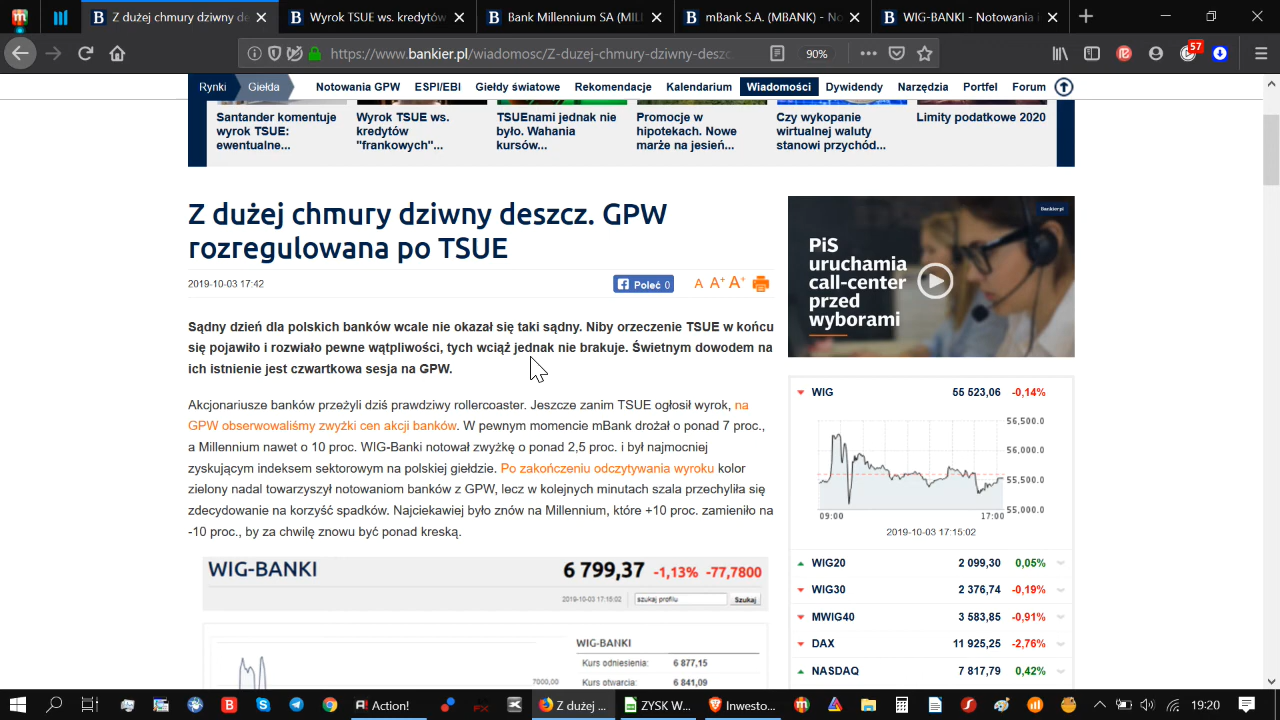 Z dużej chmury dziwny de
Wyrok TSUE ws. kredytów
Bank Millennium SA (MIL
mBank S.A. (MBANK) - No
WIG-BANKI - Notowania i
https://www.bankier.pl/wiadomosc/Z-duzej-chmury-dziwny-deszc
90%
57
Rynki Giełda Notowania GPW ESPI/EBI Giełdy światowe Rekomendacje Kalendarium Wiadomości Dywidendy Narzędzia Portfel Forum
Santander komentuje
wyrok TSUE:
ewentualne...
Wyrok TSUE ws.
kredytów
"frankowych"...
TSUEnami jednak nie
było. Wahania
kursów...
Promocje w
hipotekach. Nowe
marże na jesień...
Czy wykopanie
wirtualnej waluty
stanowi przychód...
Limity podatkowe 2020
Z dużej chmury dziwny deszcz. GPW
rozregulowana po TSUE
2019-10-03 17:42
Poleć 0
A A+ A+
Sądny dzień dla polskich banków wcale nie okazał się taki sądny. Niby orzeczenie TSUE w końcu
się pojawiło i rozwiało pewne wątpliwości, tych wciąż jednak nie brakuje. Świetnym dowodem na
ich istnienie jest czwartkowa sesja na GPW.
Akcjonariusze banków przeżyli dziś prawdziwy rollercoaster. Jeszcze zanim TSUE ogłosił wyrok, na
GPW obserwowaliśmy zwyżki cen akcji banków. W pewnym momencie mBank drożał o ponad 7 proc.,
a Millennium nawet o 10 proc. WIG-Banki notował zwyżkę o ponad 2,5 proc. i był najmocniej
zyskującym indeksem sektorowym na polskiej giełdzie. Po zakończeniu odczytywania wyroku kolor
zielony nadal towarzyszył notowaniom banków z GPW, lecz w kolejnych minutach szala przechyliła się
zdecydowanie na korzyść spadków. Najciekawiej było znów na Millennium, które +10 proc. zamieniło na
-10 proc., by za chwilę znowu być ponad kreską.
WIG-BANKI
6 799,37 -1,13% -77,7800
2019-10-03 17:15:02
szukaj profilu
Szukaj
WIG-BANKI
Kurs odniesienia: 6 877,15
7000,00
Kurs otwarcia: 6 841,09
Bankier.pl
PiS
uruchamia
call-center
przed
wyborami
WIG 55 523,06 -0,14%
56,500.0
56,000.0
55,500.0
55,000.0
09:00 17:00
2019-10-03 17:15:02
WIG20 2 099,30 0,05%
WIG30 2 376,74 -0,19%
MWIG40 3 583,85 -0,91%
DAX 11 925,25 -2,76%
NASDAQ 7 817,79 0,42%
Action!
FX
Z dużej ...
ZYSK W...
Investo...
19:20